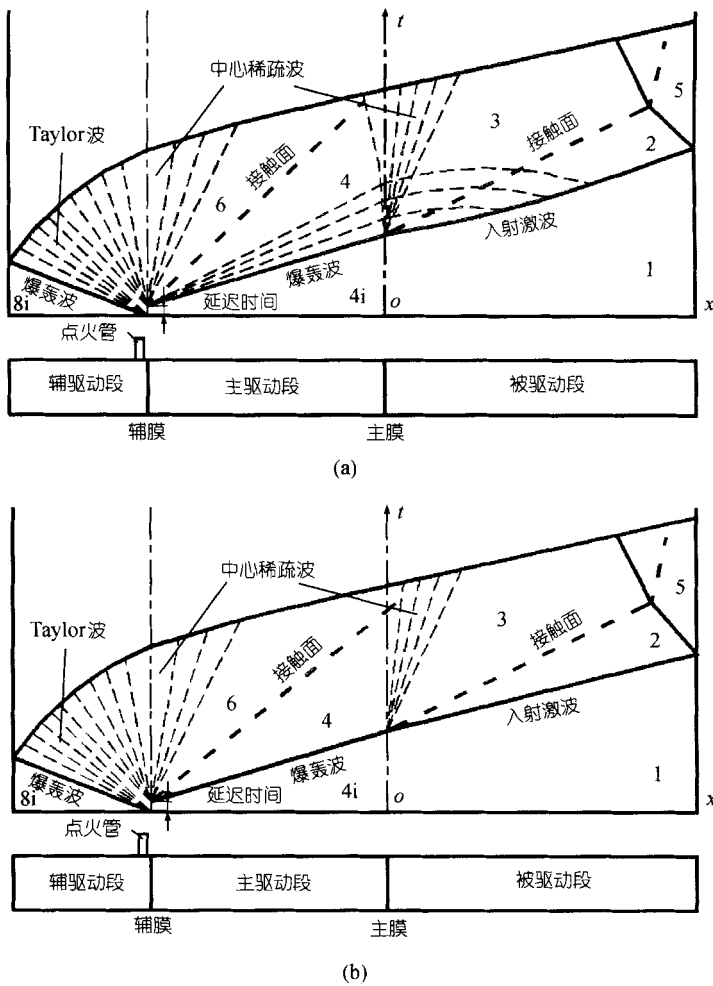 t
中心稀疏波
Taylor波
3
5
接触面
2
接触面
4
6
入射激波
爆轰波
爆轰波
1
8i
延迟时间
4i
o
x
点火管
辅驱动段
主驱动段
被驱动段
辅膜
主膜
(a)
t
中心稀疏波
Taylor波
3
5
接触面
2
接触面
6
4
入射激波
爆轰波
爆轰波
1
8i
延迟时间
4i
o
x
点火管
辅驱动段
主驱动段
被驱动段
辅膜
主膜
(b)